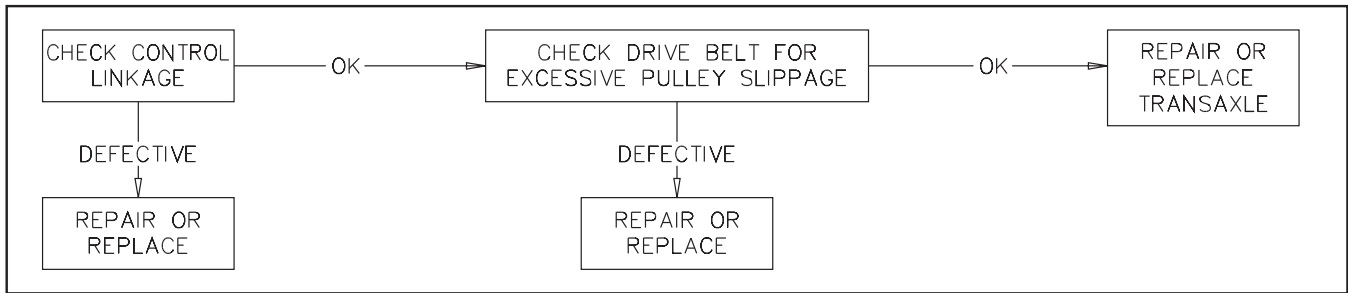 CHECK CONTROL
LINKAGE
OK
CHECK DRIVE BELT FOR
EXCESSIVE PULLEY SLIPPAGE
OK
REPAIR OR
REPLACE
TRANSAXLE
DEFECTIVE
DEFECTIVE
REPAIR OR
REPLACE
REPAIR OR
REPLACE